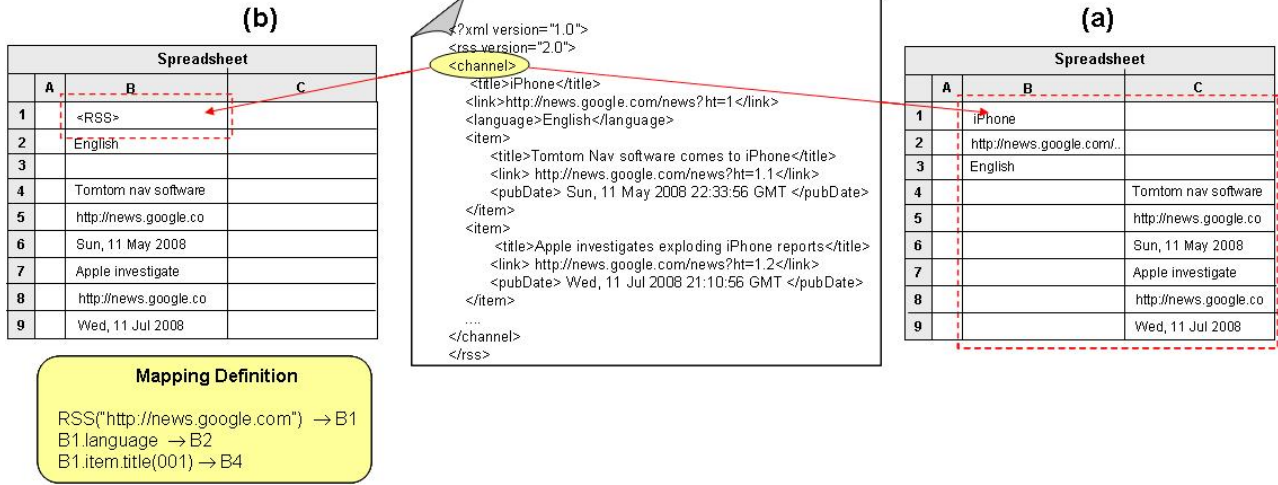 (b)
Spreadsheet
A B C
1 <RSS>
2 English
3
4 Tomtom nav software
5 http://news.google.co
6 Sun, 11 May 2008
7 Apple investigate
8 http://news.google.co
9 Wed, 11 Jul 2008
Mapping Definition
RSS("http://news.google.com") → B1
B1.language → B2
B1.item.title(001) → B4
<?xml version="1.0">
<rss version="2.0">
<channel>
<title>iPhone</title>
<link>http://news.google.com/news?ht=1</link>
<language>English</language>
<item>
<title>Tomtom Nav software comes to iPhone</title>
<link> http://news.google.com/news?ht=1.1</link>
<pubDate> Sun, 11 May 2008 22:33:56 GMT </pubDate>
</item>
<item>
<title>Apple investigates exploding iPhone reports</title>
<link> http://news.google.com/news?ht=1.2</link>
<pubDate> Wed, 11 Jul 2008 21:10:56 GMT </pubDate>
</item>
....
</channel>
</rss>
(a)
Spreadsheet
A B C
1 iPhone
2 http://news.google.com/..
3 English
4 Tomtom nav software
5 http://news.google.co
6 Sun, 11 May 2008
7 Apple investigate
8 http://news.google.co
9 Wed, 11 Jul 2008